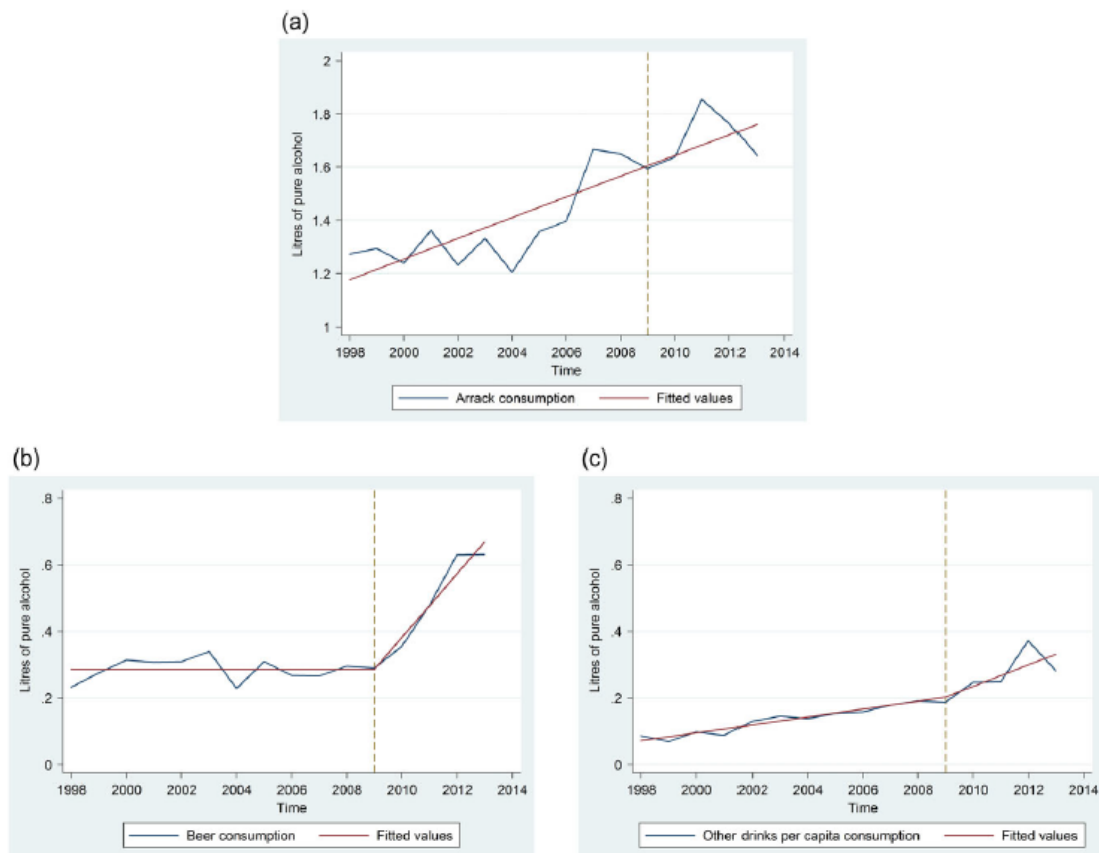 (a)
Litres of pure alcohol
2
1.8
1.6
1.4
1.2
1
1998 2000 2002 2004 2006 2008 2010 2012 2014
Time
Arrack consumption Fitted values
(b)
Litres of pure alcohol
.8
.6
.4
.2
0
1998 2000 2002 2004 2006 2008 2010 2012 2014
Time
Beer consumption Fitted values
(c)
Litres of pure alcohol
.8
.6
.4
.2
0
1998 2000 2002 2004 2006 2008 2010 2012 2014
Time
Other drinks per capita consumption Fitted values